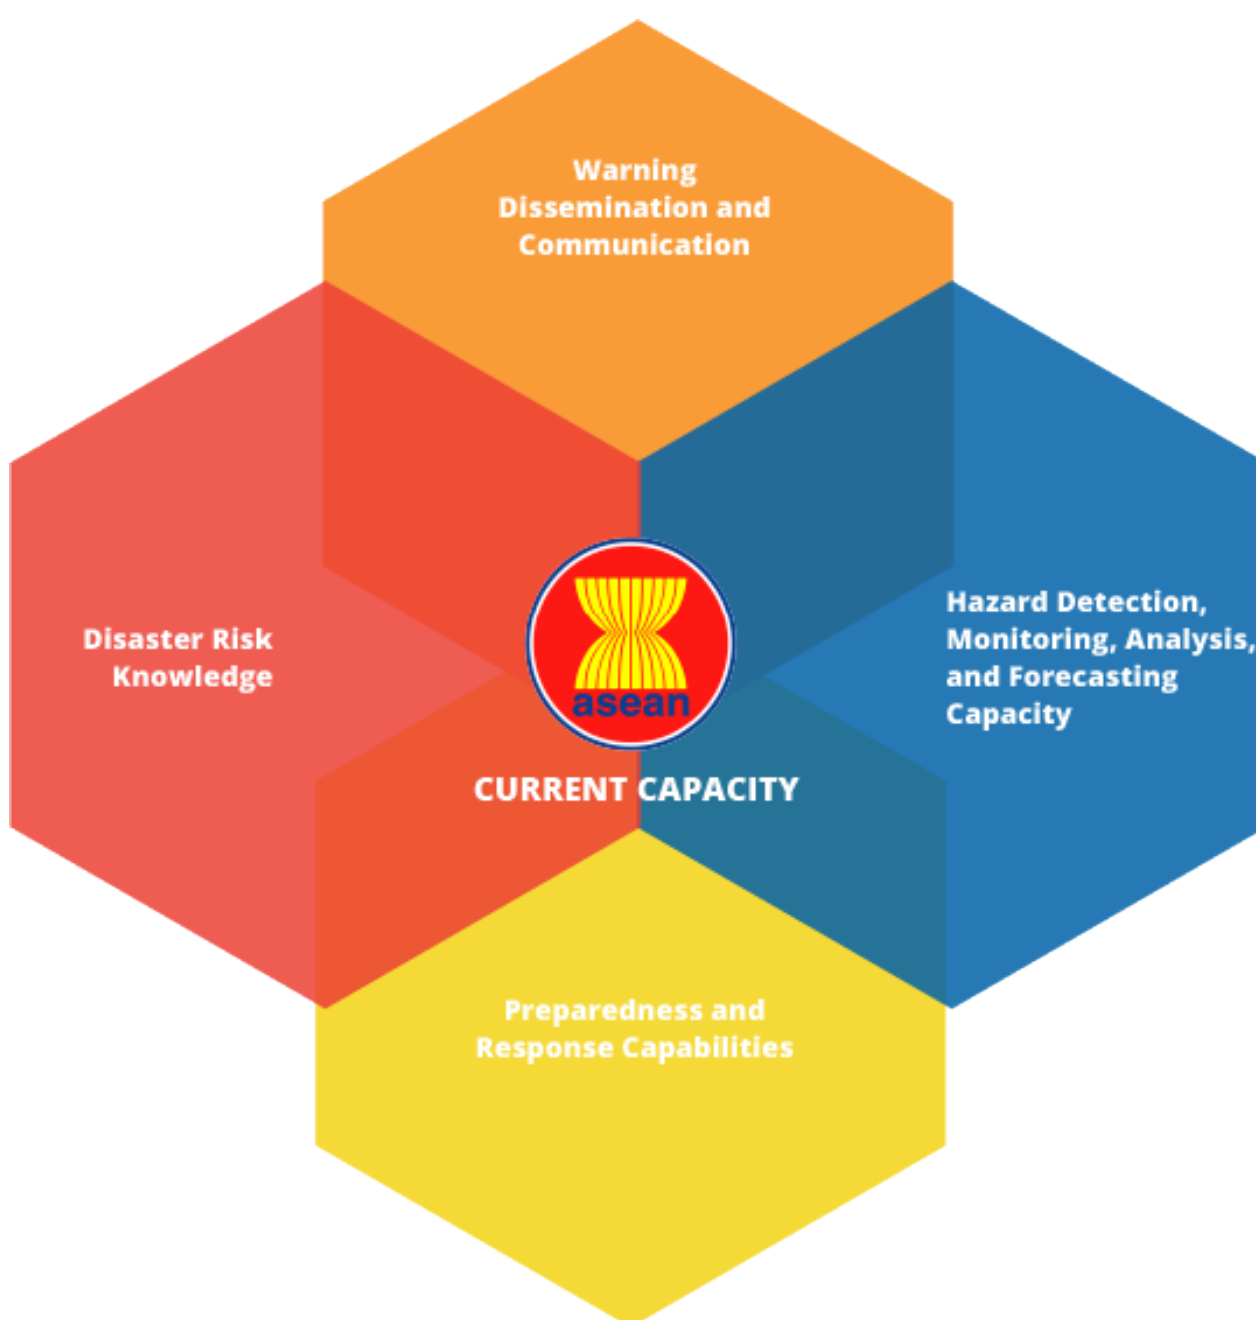 Warning
Dissemination and
Communication
Disaster Risk
Knowledge
Hazard Detection,
Monitoring, Analysis,
and Forecasting
Capacity
asean
CURRENT CAPACITY
Preparedness and
Response Capabilities